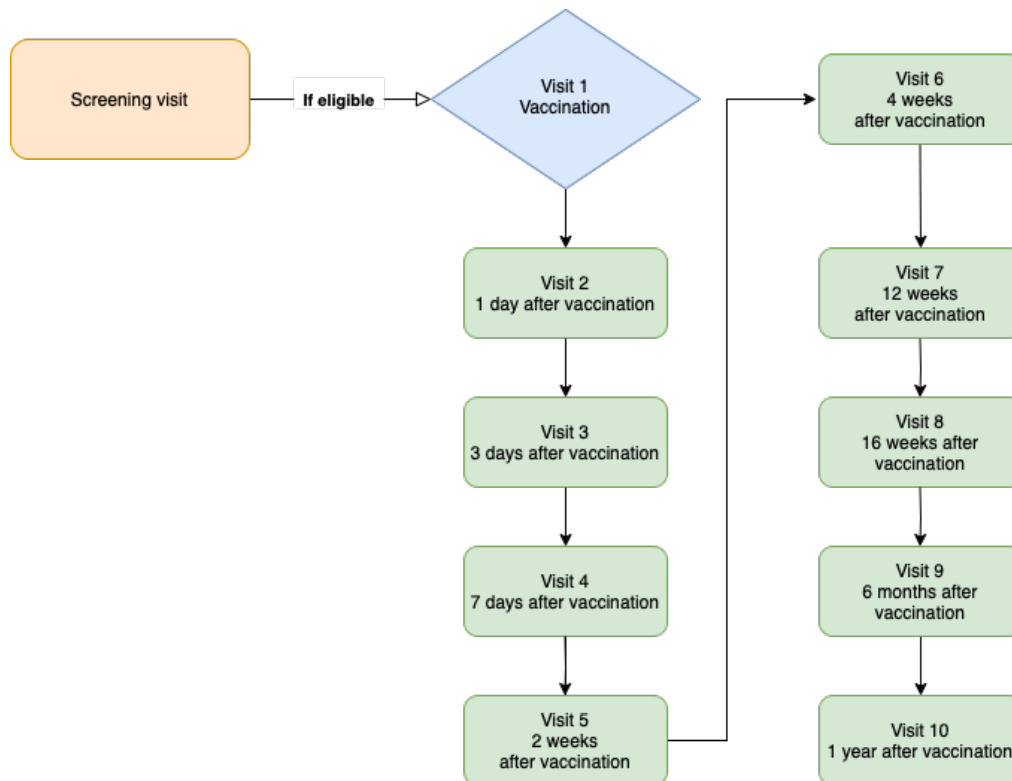 Screening visit
If eligible
Visit 1
Vaccination
Visit 2
1 day after vaccination
Visit 3
3 days after vaccination
Visit 4
7 days after vaccination
Visit 5
2 weeks
after vaccination
Visit 6
4 weeks
after vaccination
Visit 7
12 weeks
after vaccination
Visit 8
16 weeks after
vaccination
Visit 9
6 months after
vaccination
Visit 10
1 year after vaccination